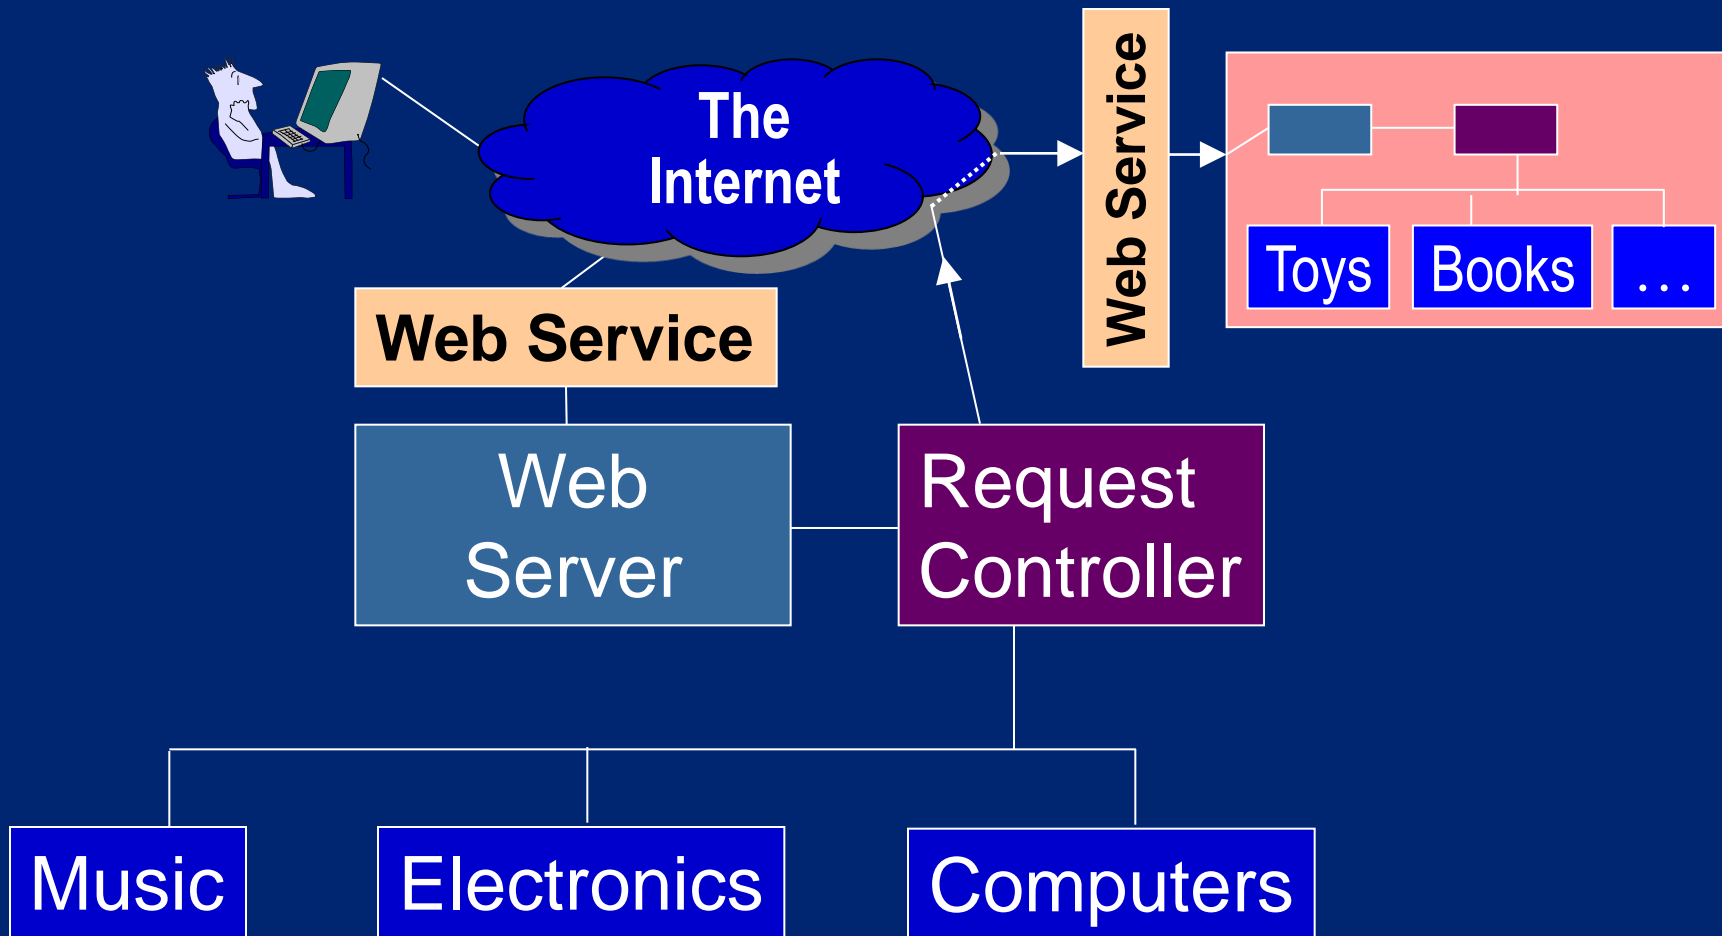 The
Internet
Web Service
Toys
Books
...
Web Service
Web
Server
Request
Controller
Music
Electronics
Computers